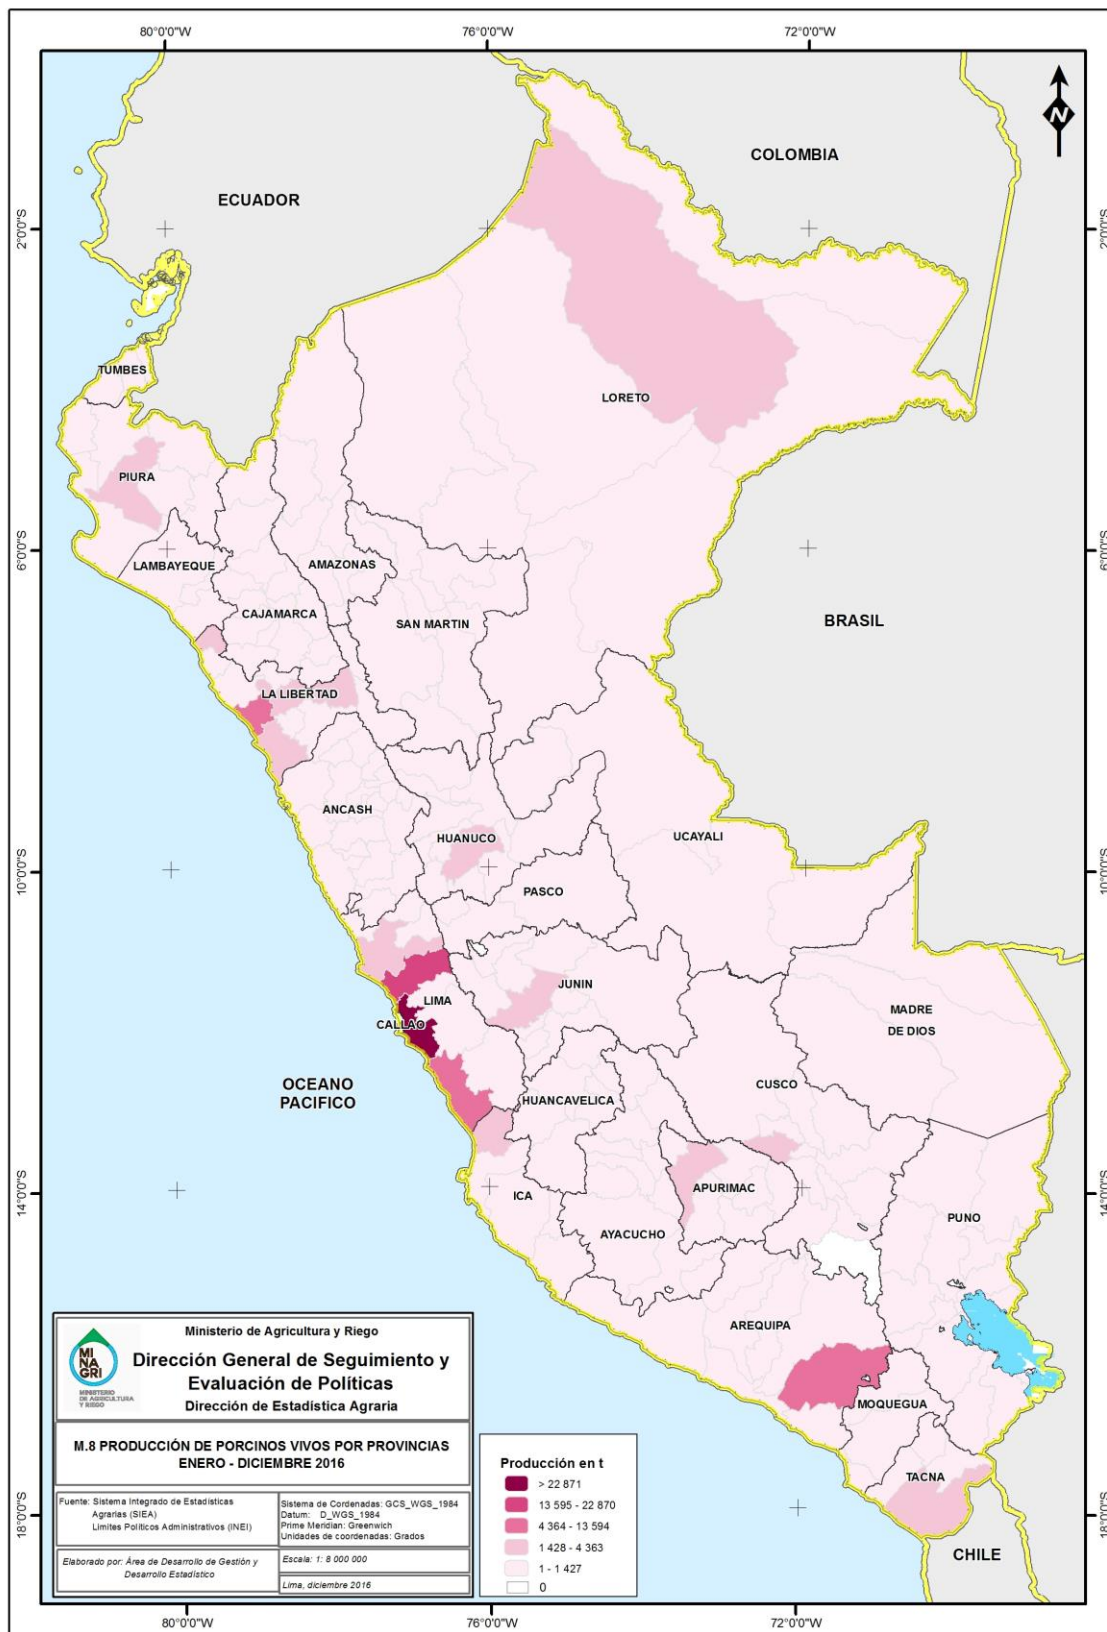 80°0'0"W 76°0'0"W 72°0'0"W
N
COLOMBIA
ECUADOR
2°0'0"S 2°0'0"S
TUMBES
LORETO
PIURA
6°0'0"S 6°0'0"S
LAMBAYEQUE
AMAZONAS
CAJAMARCA
SAN MARTIN
BRASIL
LA LIBERTAD
ANCASH
HUANUCO
UCAYALI
10°0'0"S 10°0'0"S
PASCO
JUNIN
LIMA
CALLAO
MADRE
DE DIOS
OCEANO
PACIFICO
CUSCO
HUANCAVELICA
14°0'0"S 14°0'0"S
ICA
APURIMAC
AYACUCHO
PUNO
AREQUIPA
MOQUEGUA
TACNA
18°0'0"S 18°0'0"S
CHILE
MI
NA
GRI
MINISTERIO
DE AGRICULTURA
Y RIEGO
Ministerio de Agricultura y Riego
Dirección General de Seguimiento y
Evaluación de Políticas
Dirección de Estadística Agraria
M.8 PRODUCCIÓN DE PORCINOS VIVOS POR PROVINCIAS
ENERO - DICIEMBRE 2016
Fuente: Sistema Integrado de Estadísticas
Agrarias (SIEA)
Limites Políticos Administrativos (INEI)
Sistema de Cordenadas: GCS_WGS_1984
Datum: D_WGS_1984
Prime Meridian: Greenwich
Unidades de coordenadas: Grados
Elaborado por: Área de Desarrollo de Gestión y
Desarrollo Estadístico
Escala: 1: 8 000 000
Lima, diciembre 2016
Producción en t
> 22 871
13 595 - 22 870
4 364 - 13 594
1 428 - 4 363
1 - 1 427
0
80°0'0"W 76°0'0"W 72°0'0"W